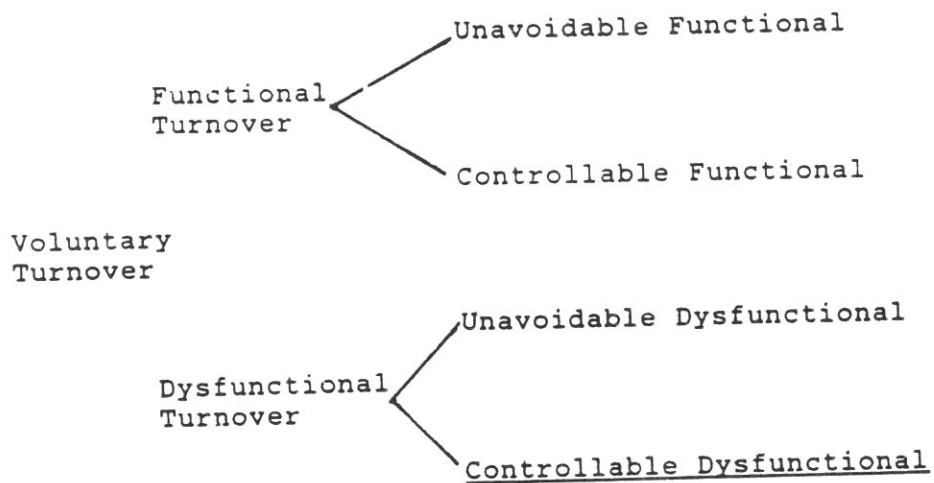 Unavoidable Functional
Functional
Turnover
Controllable Functional
Voluntary
Turnover
Unavoidable Dysfunctional
Dysfunctional
Turnover
Controllable Dysfunctional